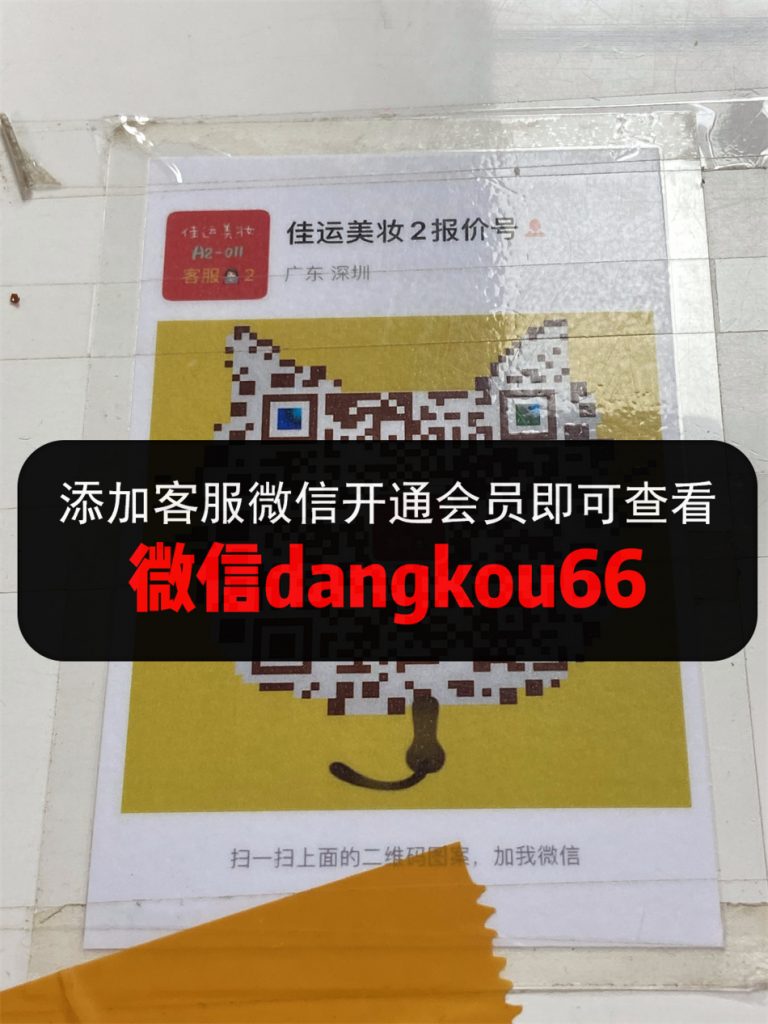 佳运美妆
A2-011
客服2
佳运美妆2报价号
广东 深圳
添加客服微信开通会员即可查看
微信dangkou66
扫一扫上面的二维码图案，加我微信